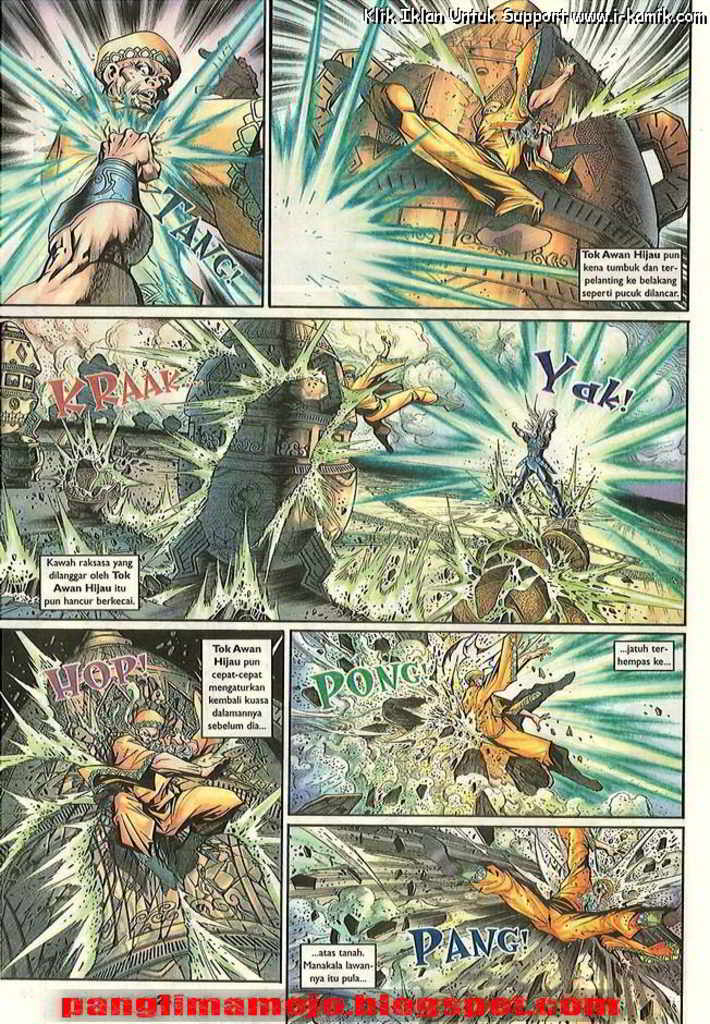 Klik Iklan Untuk Support www.i-kamik.com
TANG!
Tok Awan Hijau pun
kena tumbuk dan ter-
pelanting ke belakang
seperti pucuk dilancar.
KRAAK...
Yak!
Kawah raksasa yang
dilanggar oleh Tok
Awan Hijau itu
pun hancur berkecai.
HOP!
Tok Awan
Hijau pun
cepat-cepat
mengaturkan
kembali kuasa
dalamannya
sebelum dia...
PONG!
...jatuh ter-
hempas ke...
...atas tanah.
Manakala lawan-
nya itu pula...
PANG!
panglimamejo.blogspot.com